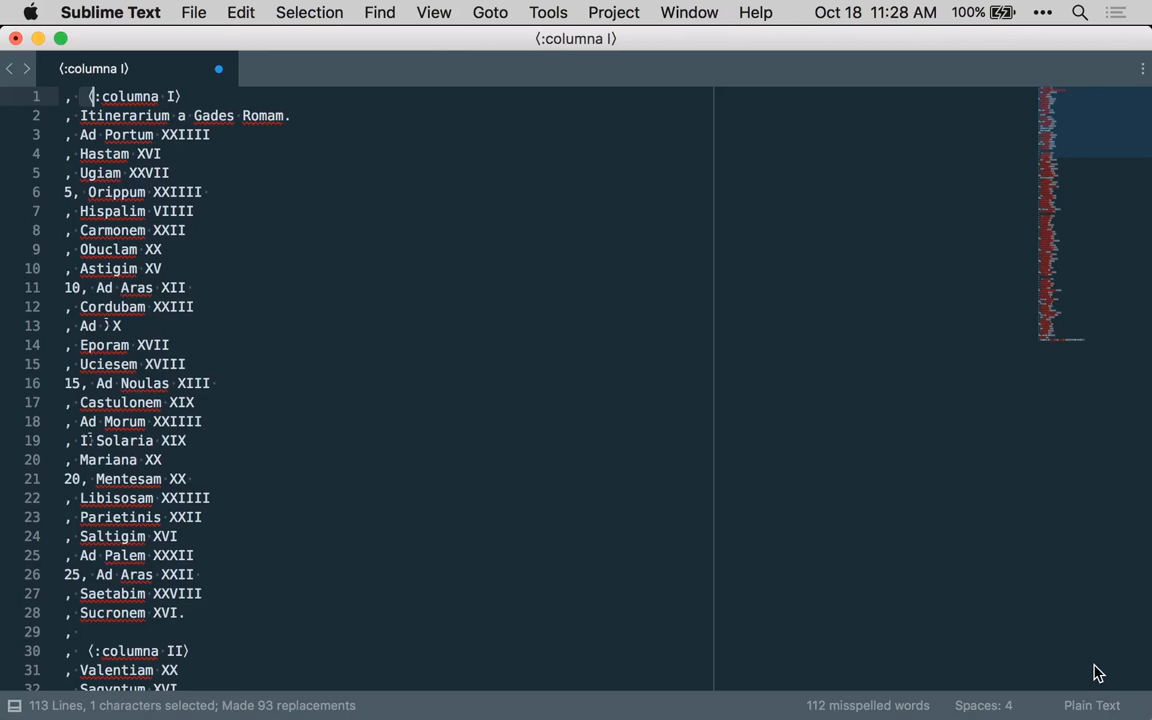 Sublime Text File Edit Selection Find View Goto Tools Project Window Help Oct 18 11:28 AM 100%
⟨:columna I⟩
⟨:columna I⟩
1 , ⟨:columna I⟩
2 , Itinerarium a Gades Romam.
3 , Ad Portum XXIIII
4 , Hastam XVI
5 , Ugiam XXVII
6 5, Orippum XXIIII
7 , Hispalim VIIII
8 , Carmonem XXII
9 , Obuclam XX
10 , Astigim XV
11 10, Ad Aras XII
12 , Cordubam XXIII
13 , Ad X
14 , Eporam XVII
15 , Uciesem XVIII
16 15, Ad Noulas XIII
17 , Castulonem XIX
18 , Ad Morum XXIIII
19 , II Solaria XIX
20 , Mariana XX
21 20, Mentesam XX
22 , Libisosam XXIIII
23 , Parietinis XXII
24 , Saltigim XVI
25 , Ad Palem XXXII
26 25, Ad Aras XXII
27 , Saetabim XXVIII
28 , Sucronem XVI.
29 ,
30 , ⟨:columna II⟩
31 , Valentiam XX
32 , Saguntum XVI
113 Lines, 1 characters selected; Made 93 replacements 112 misspelled words Spaces: 4 Plain Text